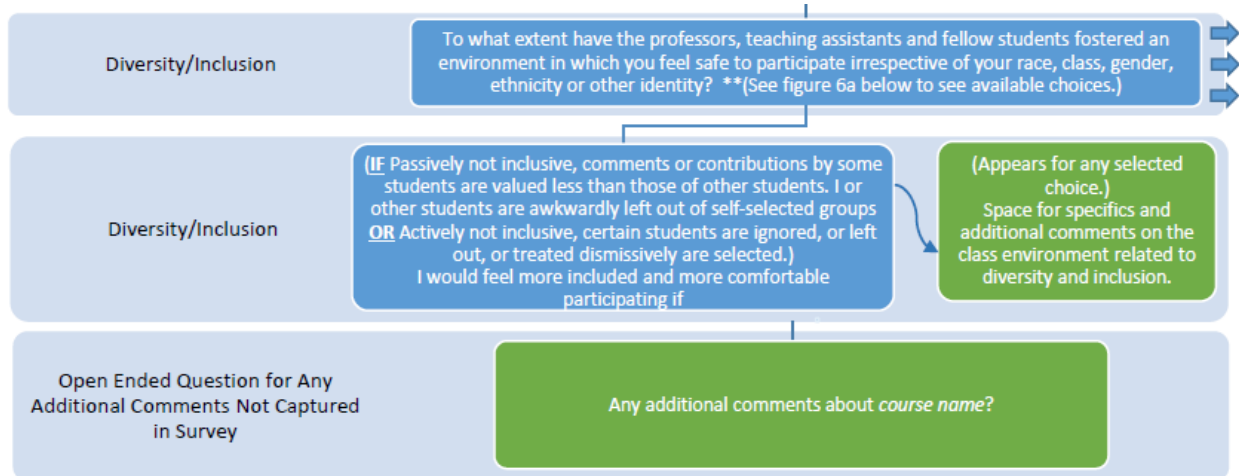 Diversity/Inclusion
To what extent have the professors, teaching assistants and fellow students fostered an
environment in which you feel safe to participate irrespective of your race, class, gender,
ethnicity or other identity? **(See figure 6a below to see available choices.)
Diversity/Inclusion
(IF Passively not inclusive, comments or contributions by some
students are valued less than those of other students. I or
other students are awkwardly left out of self-selected groups
OR Actively not inclusive, certain students are ignored, or left
out, or treated dismissively are selected.)
I would feel more included and more comfortable
participating if
(Appears for any selected
choice.)
Space for specifics and
additional comments on the
class environment related to
diversity and inclusion.
Open Ended Question for Any
Additional Comments Not Captured
in Survey
Any additional comments about course name?